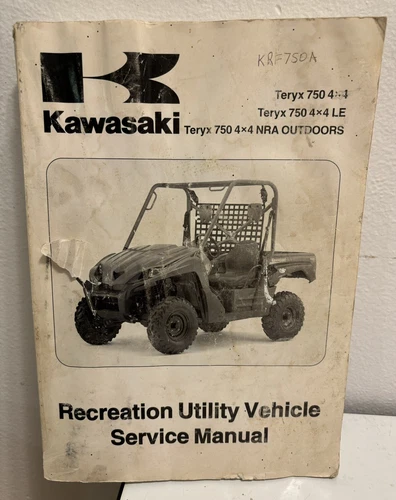 KRF750A
Teryx 750 4×4
Teryx 750 4×4 LE
Kawasaki Teryx 750 4×4 NRA OUTDOORS
Recreation Utility Vehicle
Service Manual